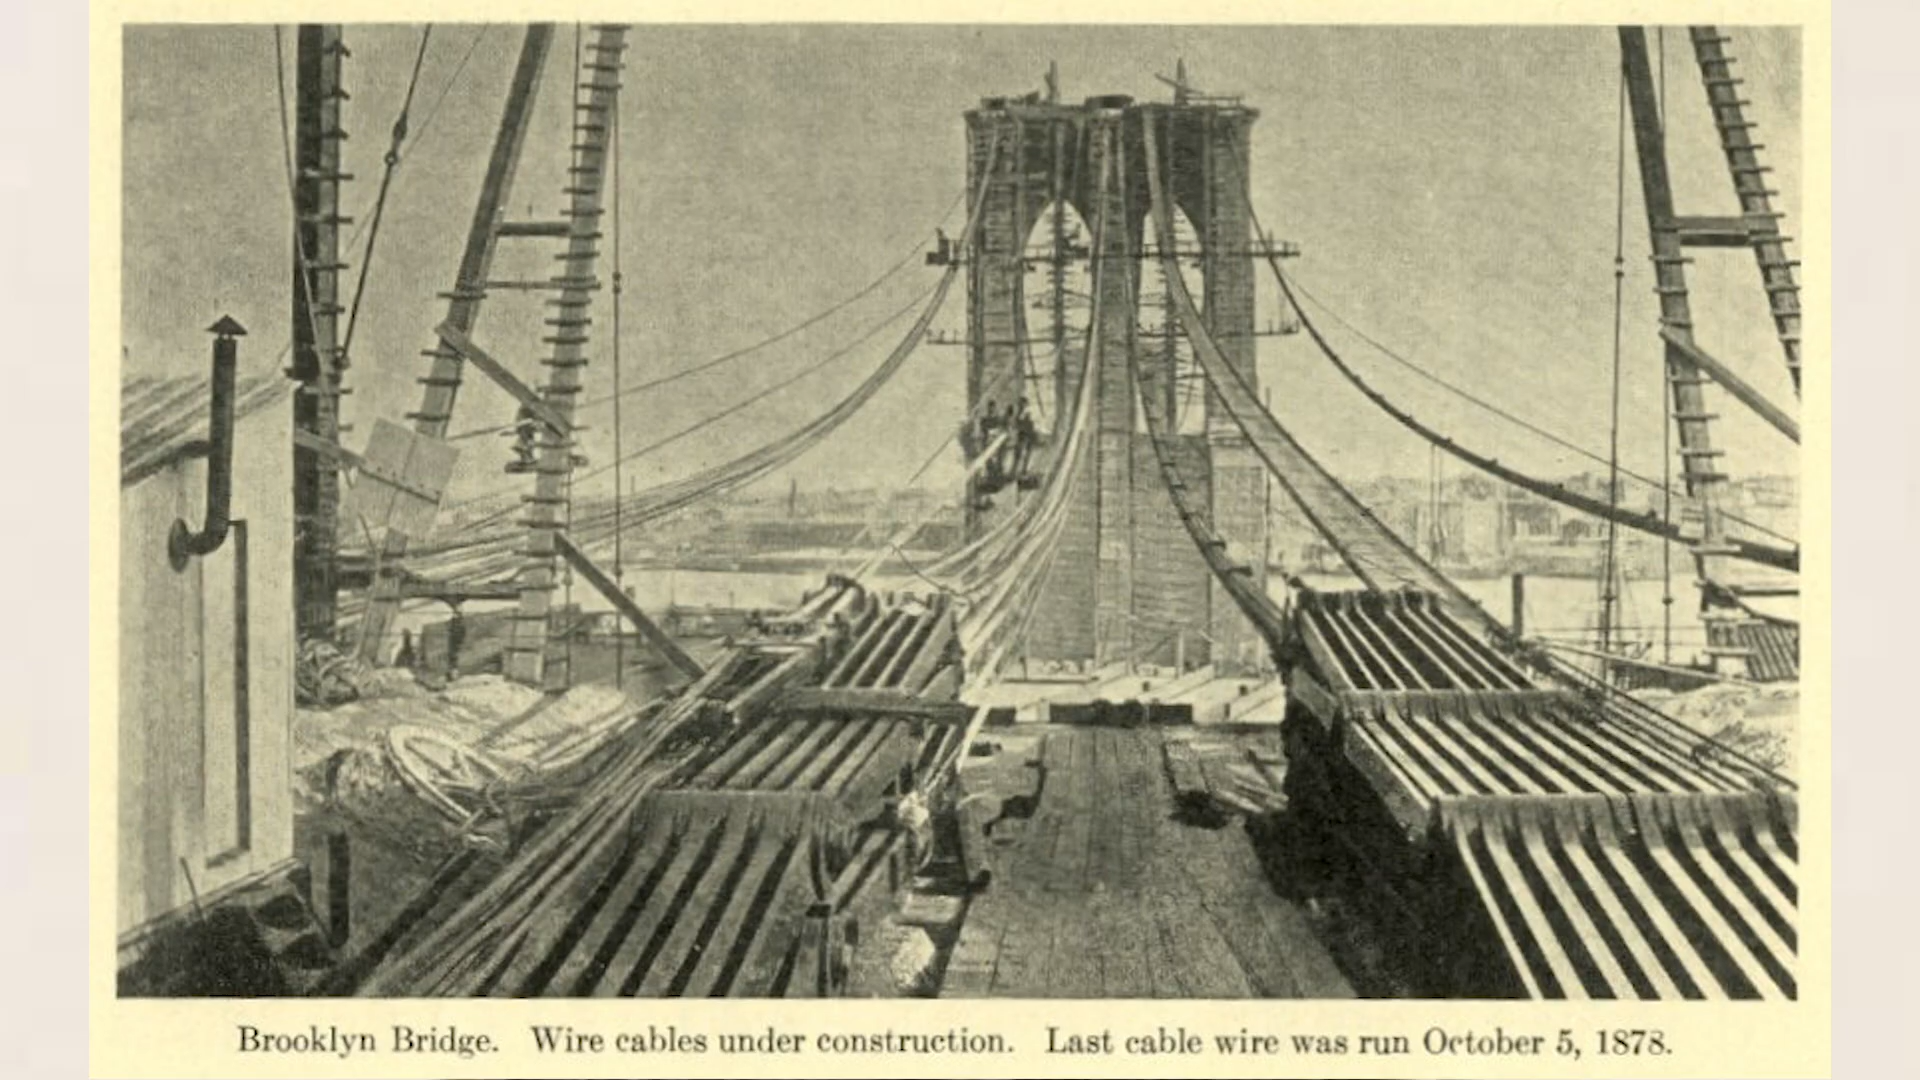 Brooklyn Bridge. Wire cables under construction. Last cable wire was run October 5, 1878.